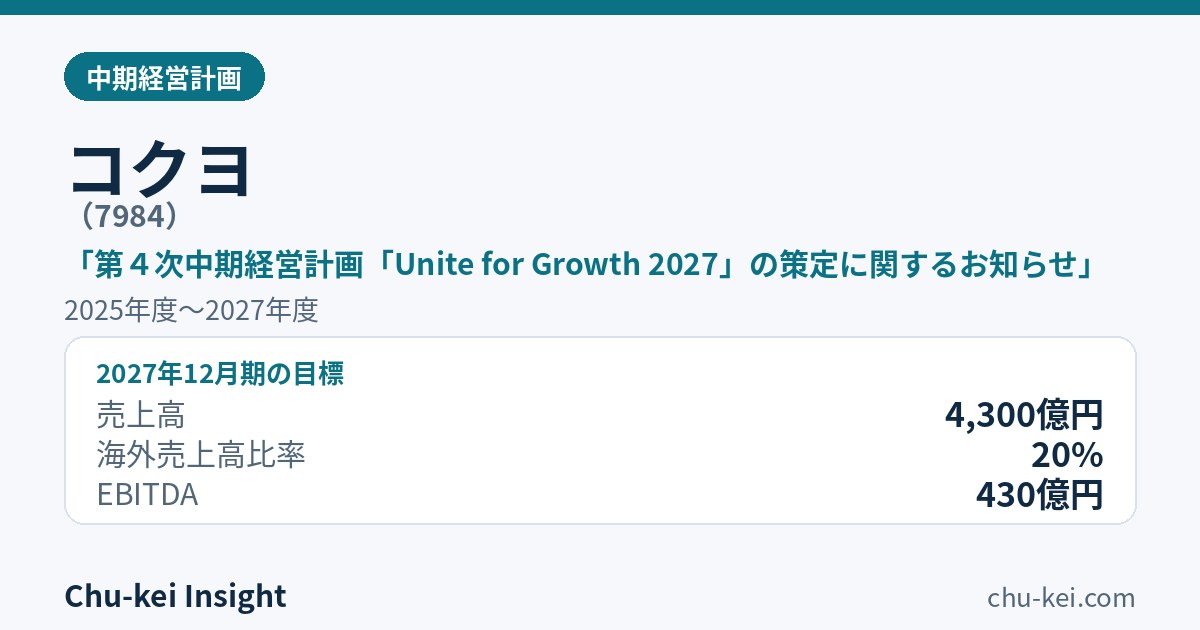 中期経営計画
コクヨ
（7984）
「第４次中期経営計画「Unite for Growth 2027」の策定に関するお知らせ」
2025年度～2027年度
2027年12月期の目標
売上高 4,300億円
海外売上高比率 20%
EBITDA 430億円
Chu-kei Insight chu-kei.com